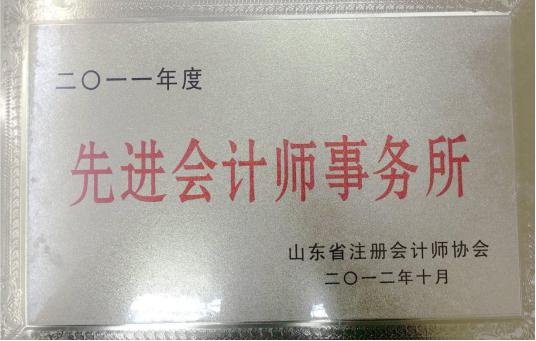 二〇一一年度
先进会计师事务所
山东省注册会计师协会
二〇一二年十月